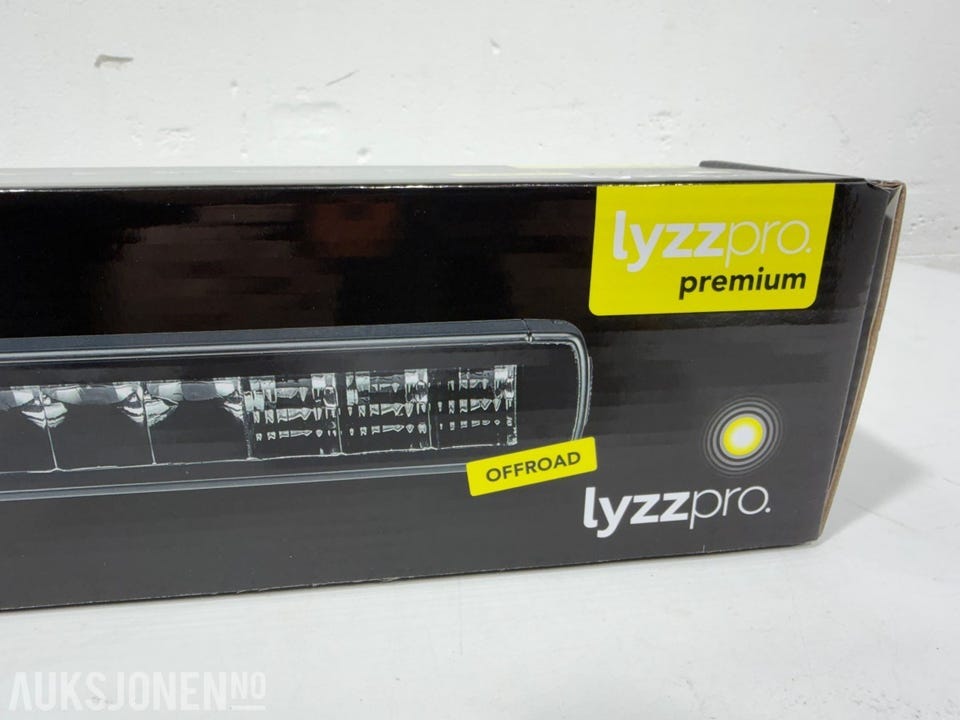 lyzzpro.
premium
OFFROAD
lyzzpro.
AUKSJONEN NO